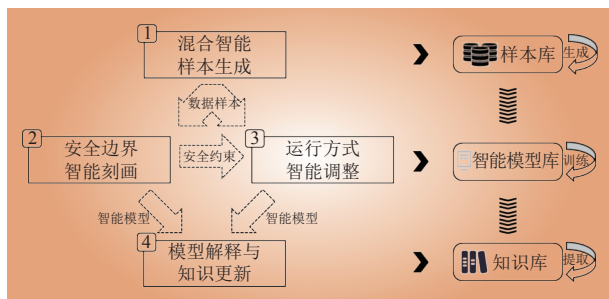 1
混合智能
样本生成
样本库
生成
数据样本
2
安全边界
智能刻画
安全约束
3
运行方式
智能调整
智能模型库
训练
智能模型
智能模型
4
模型解释与
知识更新
知识库
提取